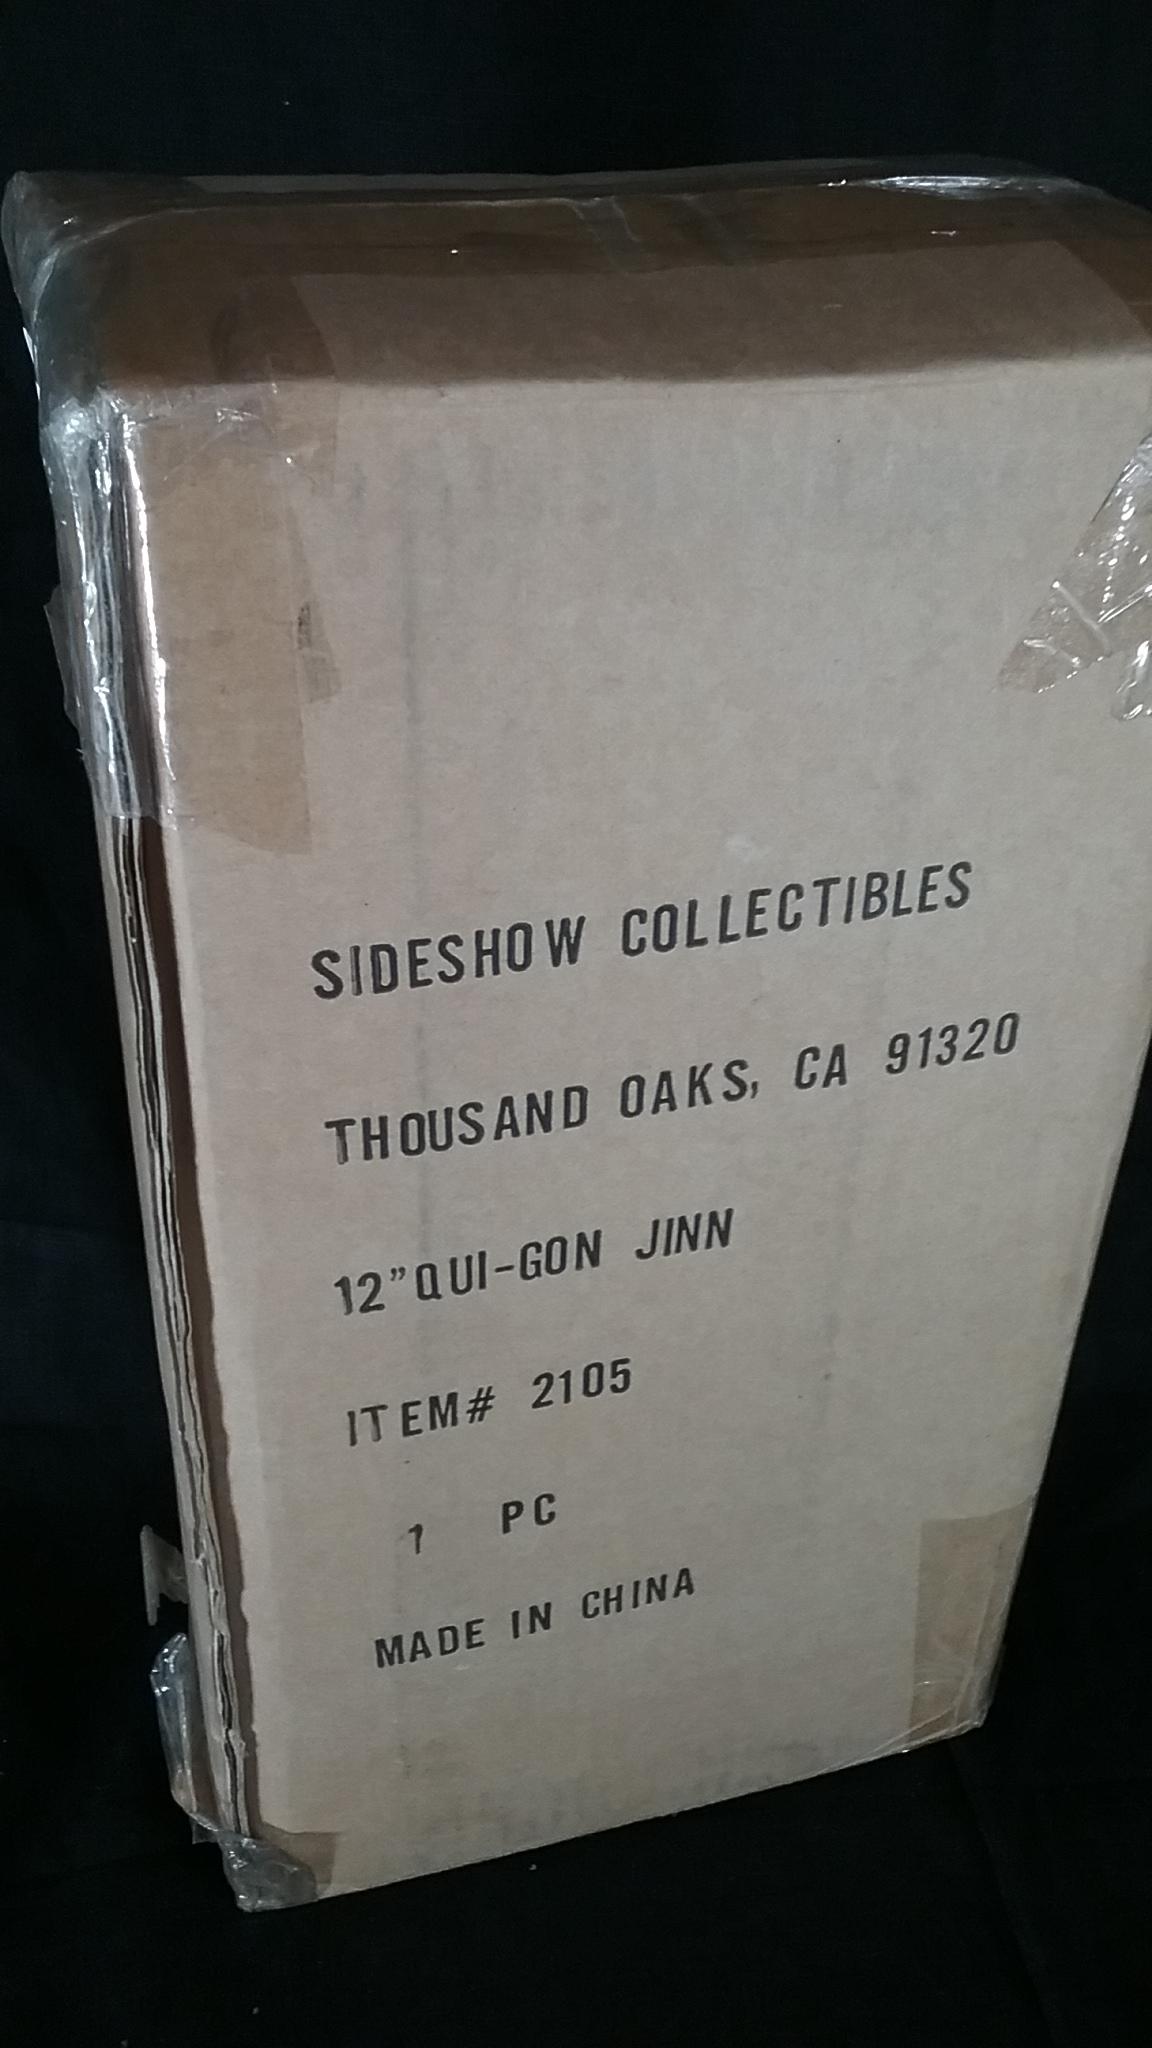 SIDESHOW COLLECTIBLES
THOUSAND OAKS, CA 91320
12" QUI-GON JINN
ITEM# 2105
1 PC
MADE IN CHINA